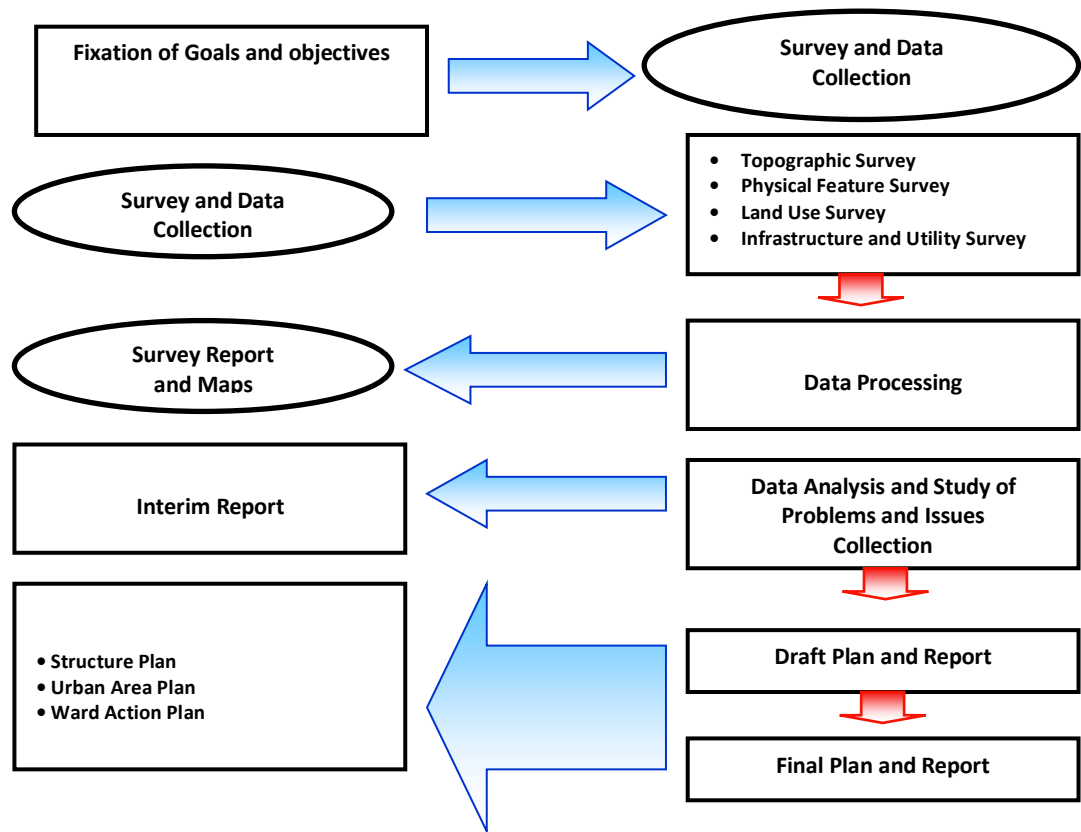 Fixation of Goals and objectives
Survey and Data
Collection
Survey and Data
Collection
• Topographic Survey
• Physical Feature Survey
• Land Use Survey
• Infrastructure and Utility Survey
Survey Report
and Maps
Data Processing
Interim Report
Data Analysis and Study of
Problems and Issues
Collection
• Structure Plan
• Urban Area Plan
• Ward Action Plan
Draft Plan and Report
Final Plan and Report